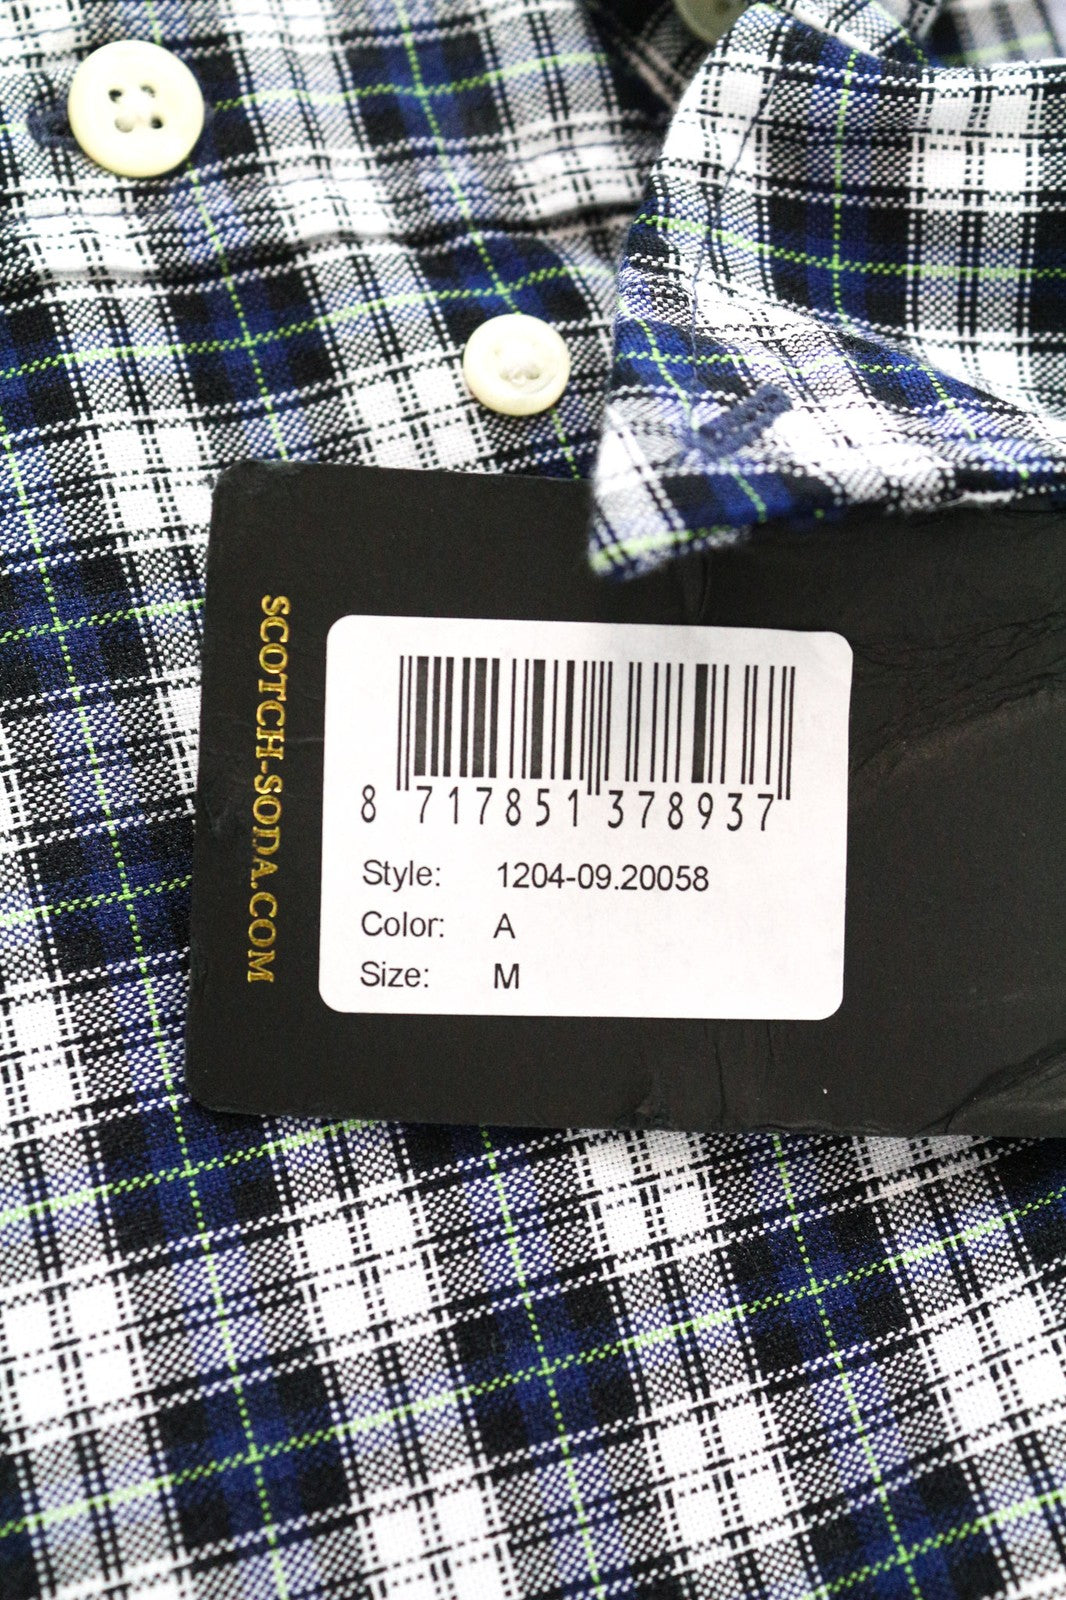 SCOTCH-SODA.COM
8 717851 378937
Style: 1204-09.20058
Color: A
Size: M